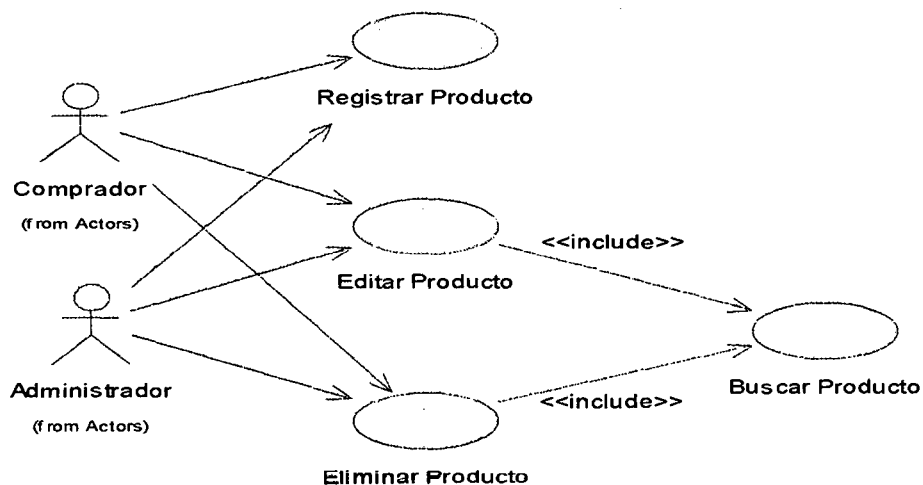 Registrar Producto
Comprador
(from Actors)
<<include>>
Editar Producto
Administrador
(from Actors)
Buscar Producto
<<include>>
Eliminar Producto